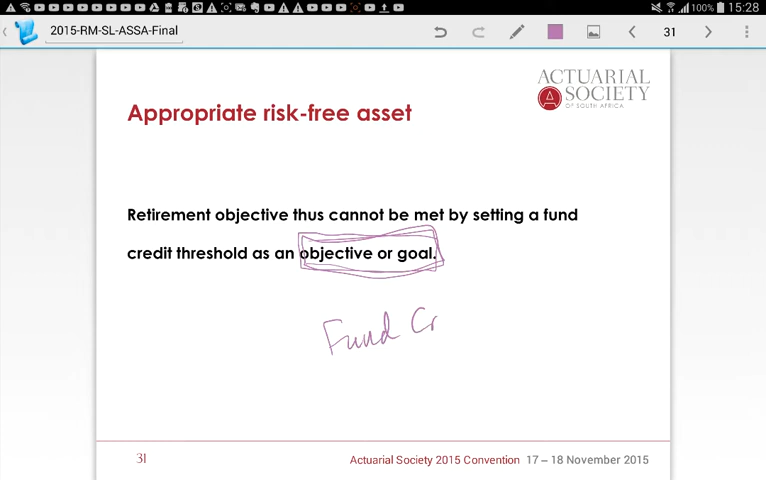 100% 15:28
2015-RM-SL-ASSA-Final
31
ACTUARIAL
SOCIETY
OF SOUTH AFRICA
Appropriate risk-free asset
Retirement objective thus cannot be met by setting a fund
credit threshold as an objective or goal.
Fund Cr
31
Actuarial Society 2015 Convention 17 – 18 November 2015